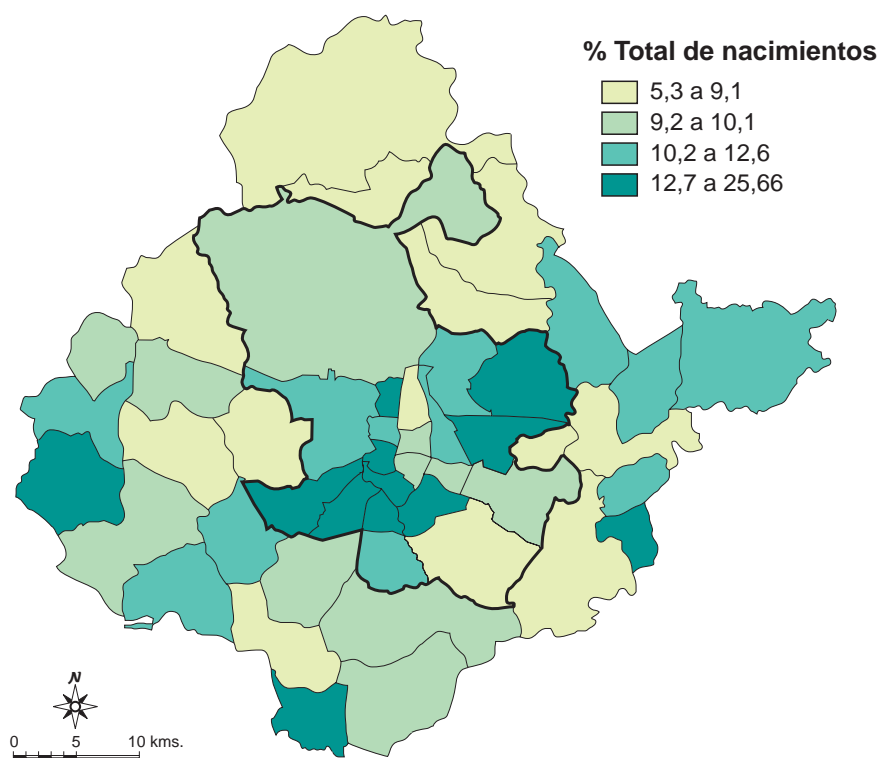 % Total de nacimientos
5,3 a 9,1
9,2 a 10,1
10,2 a 12,6
12,7 a 25,66
N
0 5 10 kms.